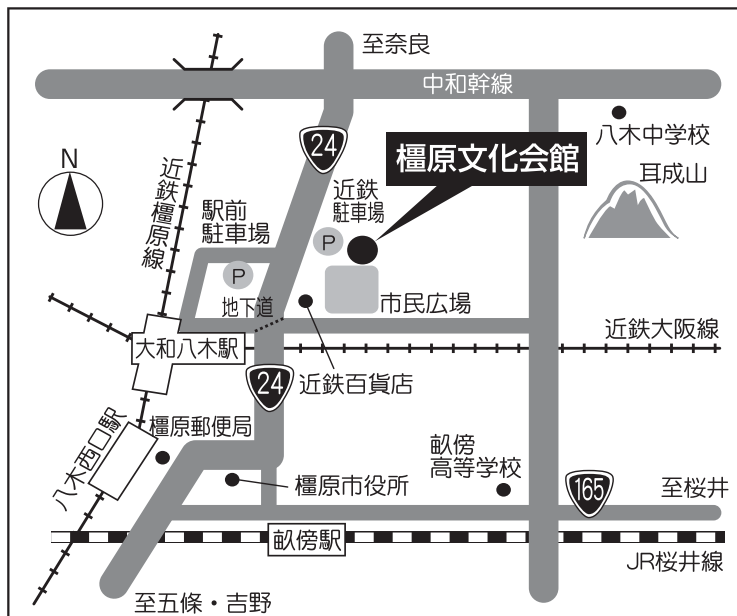 至奈良
中和幹線
八木中学校
耳成山
24
橿原文化会館
N
近鉄橿原線
駅前
駐車場
P
近鉄
駐車場
P
地下道
市民広場
近鉄大阪線
大和八木駅
24
近鉄百貨店
八木西口駅
橿原郵便局
畝傍
高等学校
橿原市役所
165
至桜井
畝傍駅
JR桜井線
至五條・吉野